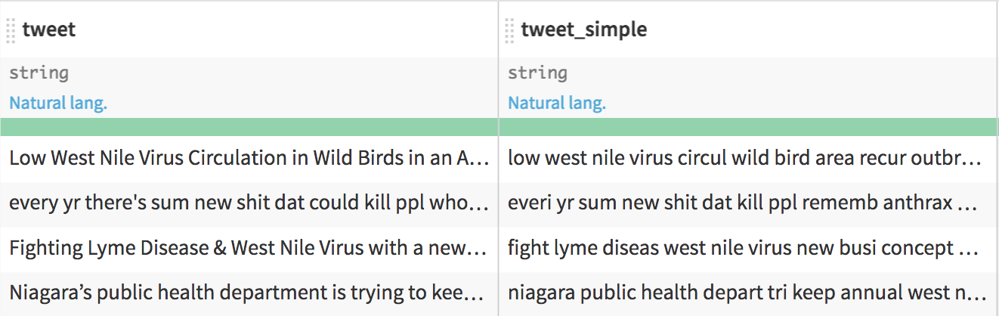 tweet
tweet_simple
string
string
Natural lang.
Natural lang.
Low West Nile Virus Circulation in Wild Birds in an A…
low west nile virus circul wild bird area recur outbr…
every yr there's sum new shit dat could kill ppl who…
everi yr sum new shit dat kill ppl rememb anthrax …
Fighting Lyme Disease & West Nile Virus with a new…
fight lyme diseas west nile virus new busi concept …
Niagara’s public health department is trying to kee…
niagara public health depart tri keep annual west n…